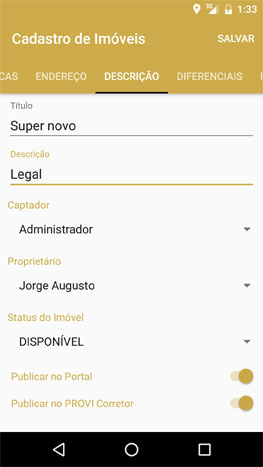 1:33
Cadastro de Imóveis
SALVAR
CAS ENDEREÇO DESCRIÇÃO DIFERENCIAIS
Título
Super novo
Descrição
Legal
Captador
Administrador
Proprietário
Jorge Augusto
Status do Imóvel
DISPONÍVEL
Publicar no Portal
Publicar no PROVI Corretor